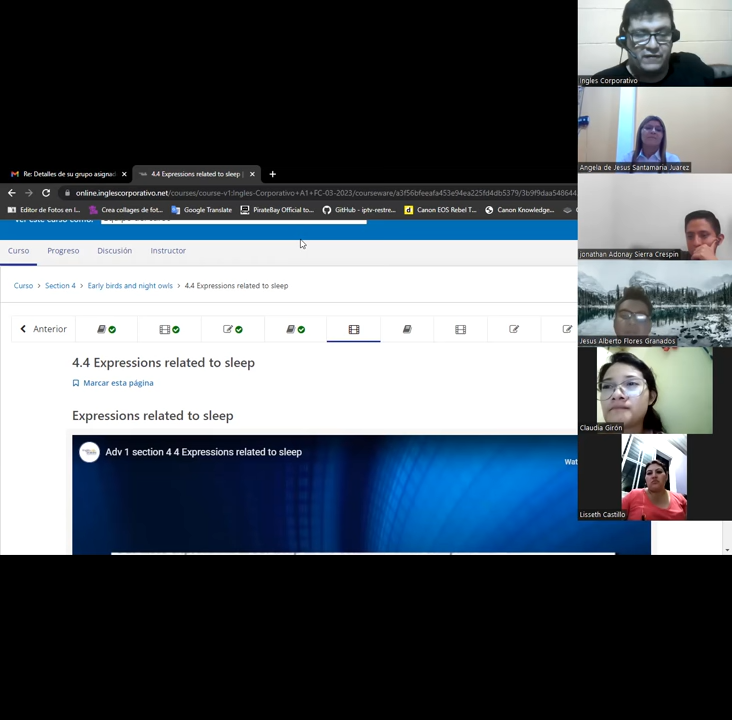 Re: Detalles de su grupo asignad
4.4 Expressions related to sleep |
online.inglescorporativo.net/courses/course-v1:Ingles-Corporativo+A1+FC-03-2023/courseware/a3f56bfeeafa453e94ea225fd4db5379/3b9f9daa548644
Editor de Fotos en l...
Crea collages de fot...
Google Translate
PirateBay Official to...
GitHub - iptv-restre...
Canon EOS Rebel T...
Canon Knowledge...
Ver este curso como:
Curso
Progreso
Discusión
Instructor
Curso > Section 4 > Early birds and night owls > 4.4 Expressions related to sleep
Anterior
4.4 Expressions related to sleep
Marcar esta página
Expressions related to sleep
Adv 1 section 4 4 Expressions related to sleep
Wat
Ingles Corporativo
Angela de Jesus Santamaria Juarez
Jonathan Adonay Sierra Crespin
Jesus Alberto Flores Granados
Claudia Girón
Lisseth Castillo